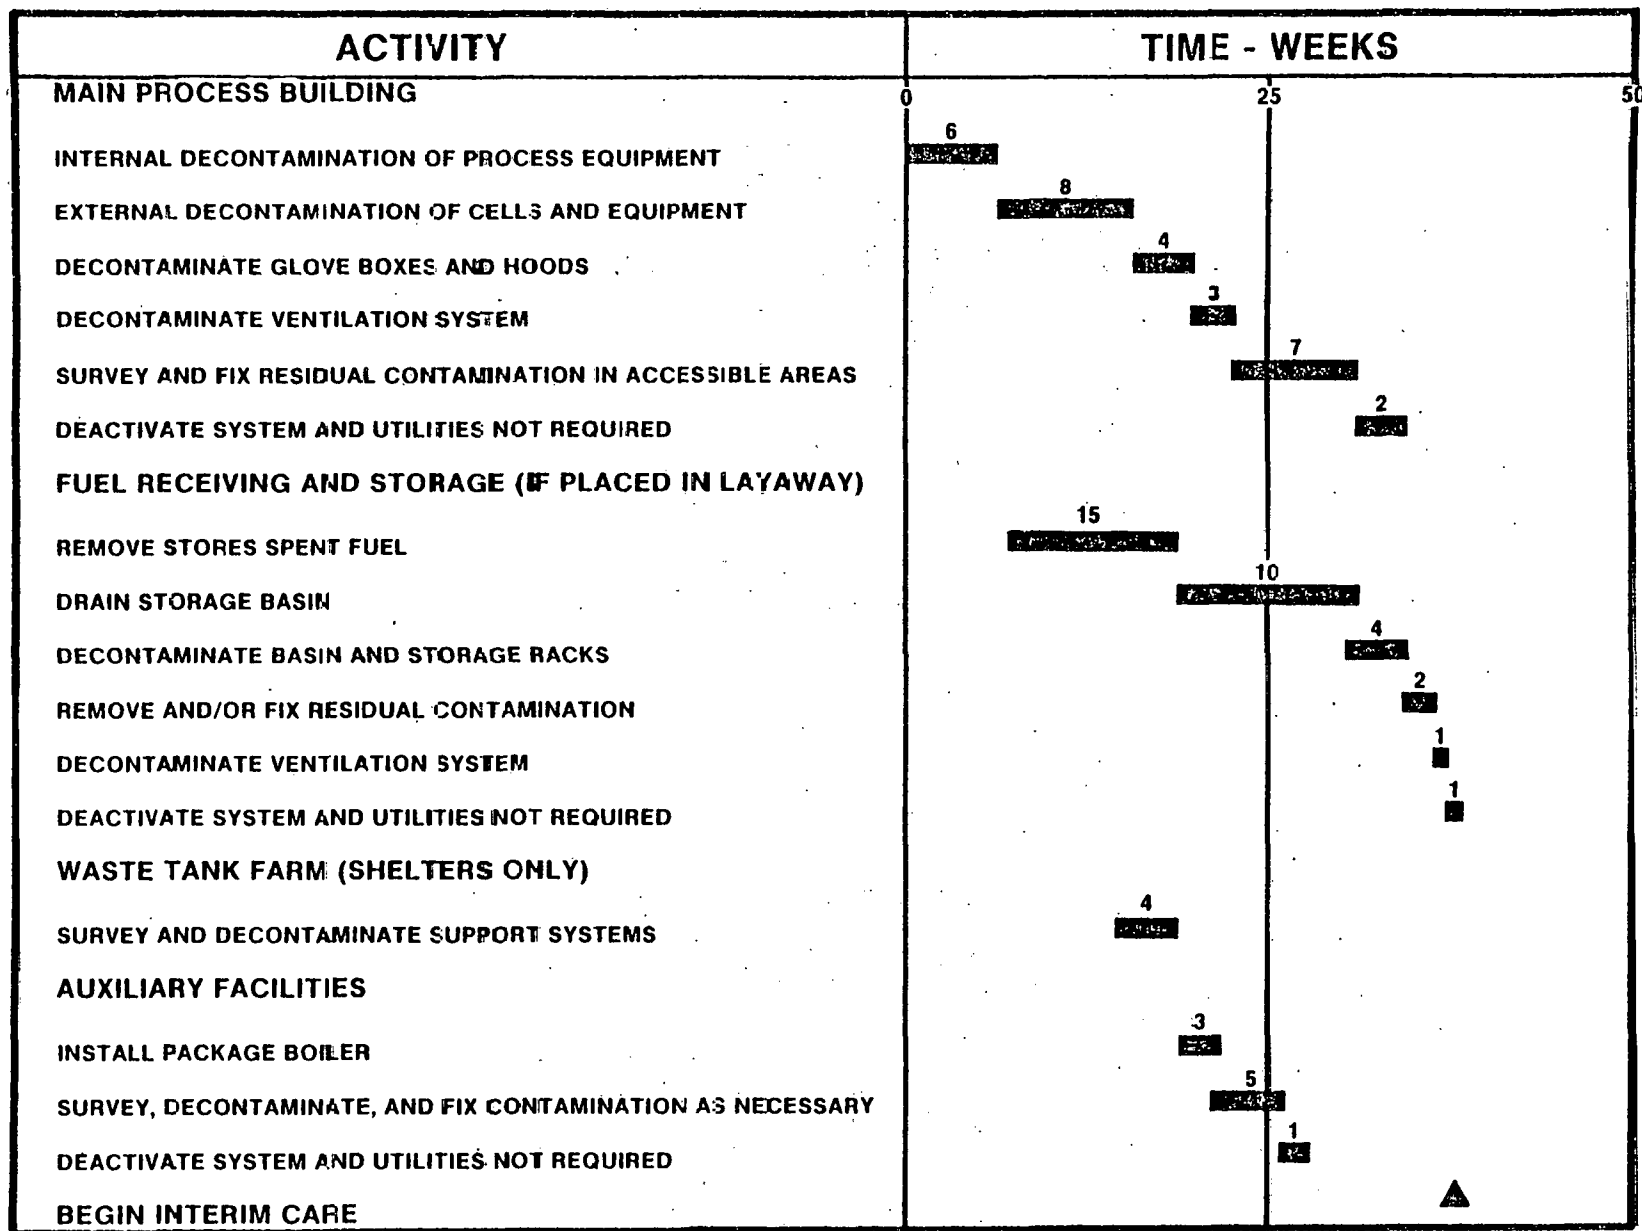 ACTIVITY TIME - WEEKS
MAIN PROCESS BUILDING 0 25 50
6
INTERNAL DECONTAMINATION OF PROCESS EQUIPMENT
8
EXTERNAL DECONTAMINATION OF CELLS AND EQUIPMENT
4
DECONTAMINATE GLOVE BOXES AND HOODS
3
DECONTAMINATE VENTILATION SYSTEM
7
SURVEY AND FIX RESIDUAL CONTAMINATION IN ACCESSIBLE AREAS
2
DEACTIVATE SYSTEM AND UTILITIES NOT REQUIRED
FUEL RECEIVING AND STORAGE (IF PLACED IN LAYAWAY)
15
REMOVE STORES SPENT FUEL
10
DRAIN STORAGE BASIN
4
DECONTAMINATE BASIN AND STORAGE RACKS
2
REMOVE AND/OR FIX RESIDUAL CONTAMINATION
1
DECONTAMINATE VENTILATION SYSTEM
1
DEACTIVATE SYSTEM AND UTILITIES NOT REQUIRED
WASTE TANK FARM (SHELTERS ONLY)
4
SURVEY AND DECONTAMINATE SUPPORT SYSTEMS
AUXILIARY FACILITIES
3
INSTALL PACKAGE BOILER
5
SURVEY, DECONTAMINATE, AND FIX CONTAMINATION AS NECESSARY
1
DEACTIVATE SYSTEM AND UTILITIES NOT REQUIRED
BEGIN INTERIM CARE